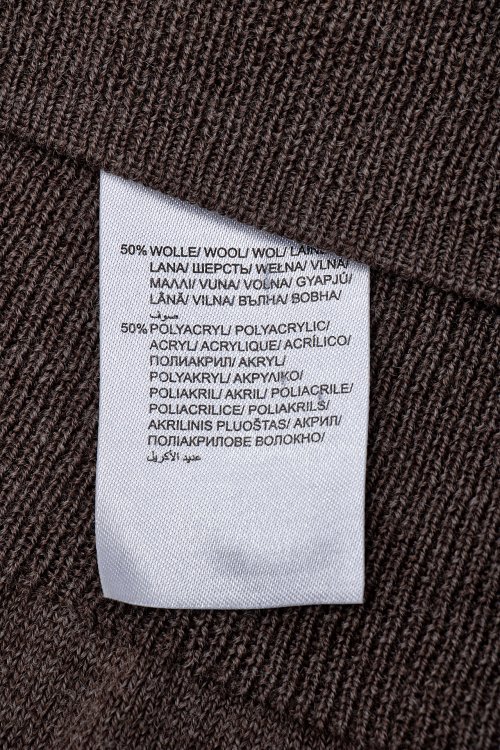 50% WOLLE/ WOOL/ WOL/ LAINE/
LANA/ ШЕРСТЬ/ WEŁNA/ VLNA/
ΜΑΛΛΙ/ VUNA/ VOLNA/ GYAPJÚ/
LÂNĂ/ VILNA/ ВЪЛНА/ ВОВНА/
صوف
50% POLYACRYL/ POLYACRYLIC/
ACRYL/ ACRYLIQUE/ ACRÍLICO/
ПОЛИАКРИЛ/ AKRYL/
POLYAKRYL/ ΑΚΡΥΛΙΚΟ/
POLIAKRIL/ AKRIL/ POLIACRILE/
POLIACRILICE/ POLIAKRILS/
AKRILINIS PLUOŠTAS/ АКРИЛ/
ПОЛІАКРИЛОВЕ ВОЛОКНО/
عديد الأكريل